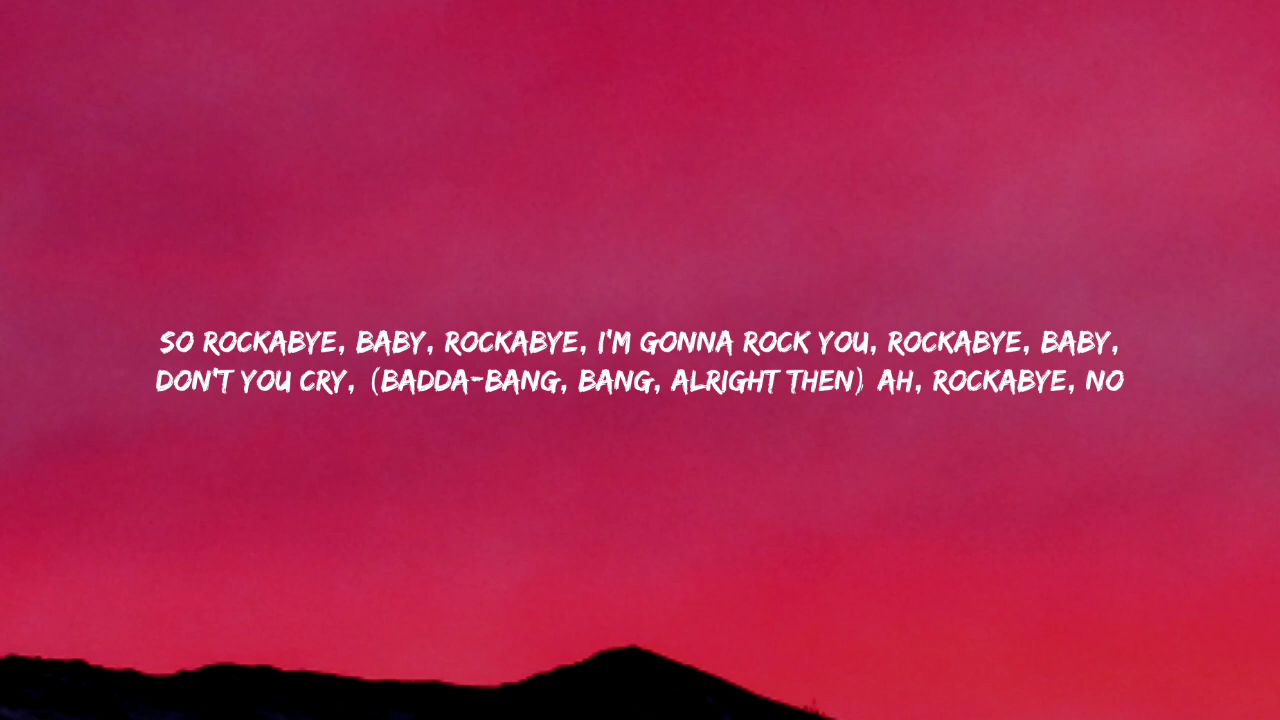 SO ROCKABYE, BABY, ROCKABYE, I'M GONNA ROCK YOU, ROCKABYE, BABY,
DON'T YOU CRY, (BADDA-BANG, BANG, ALRIGHT THEN) AH, ROCKABYE, NO